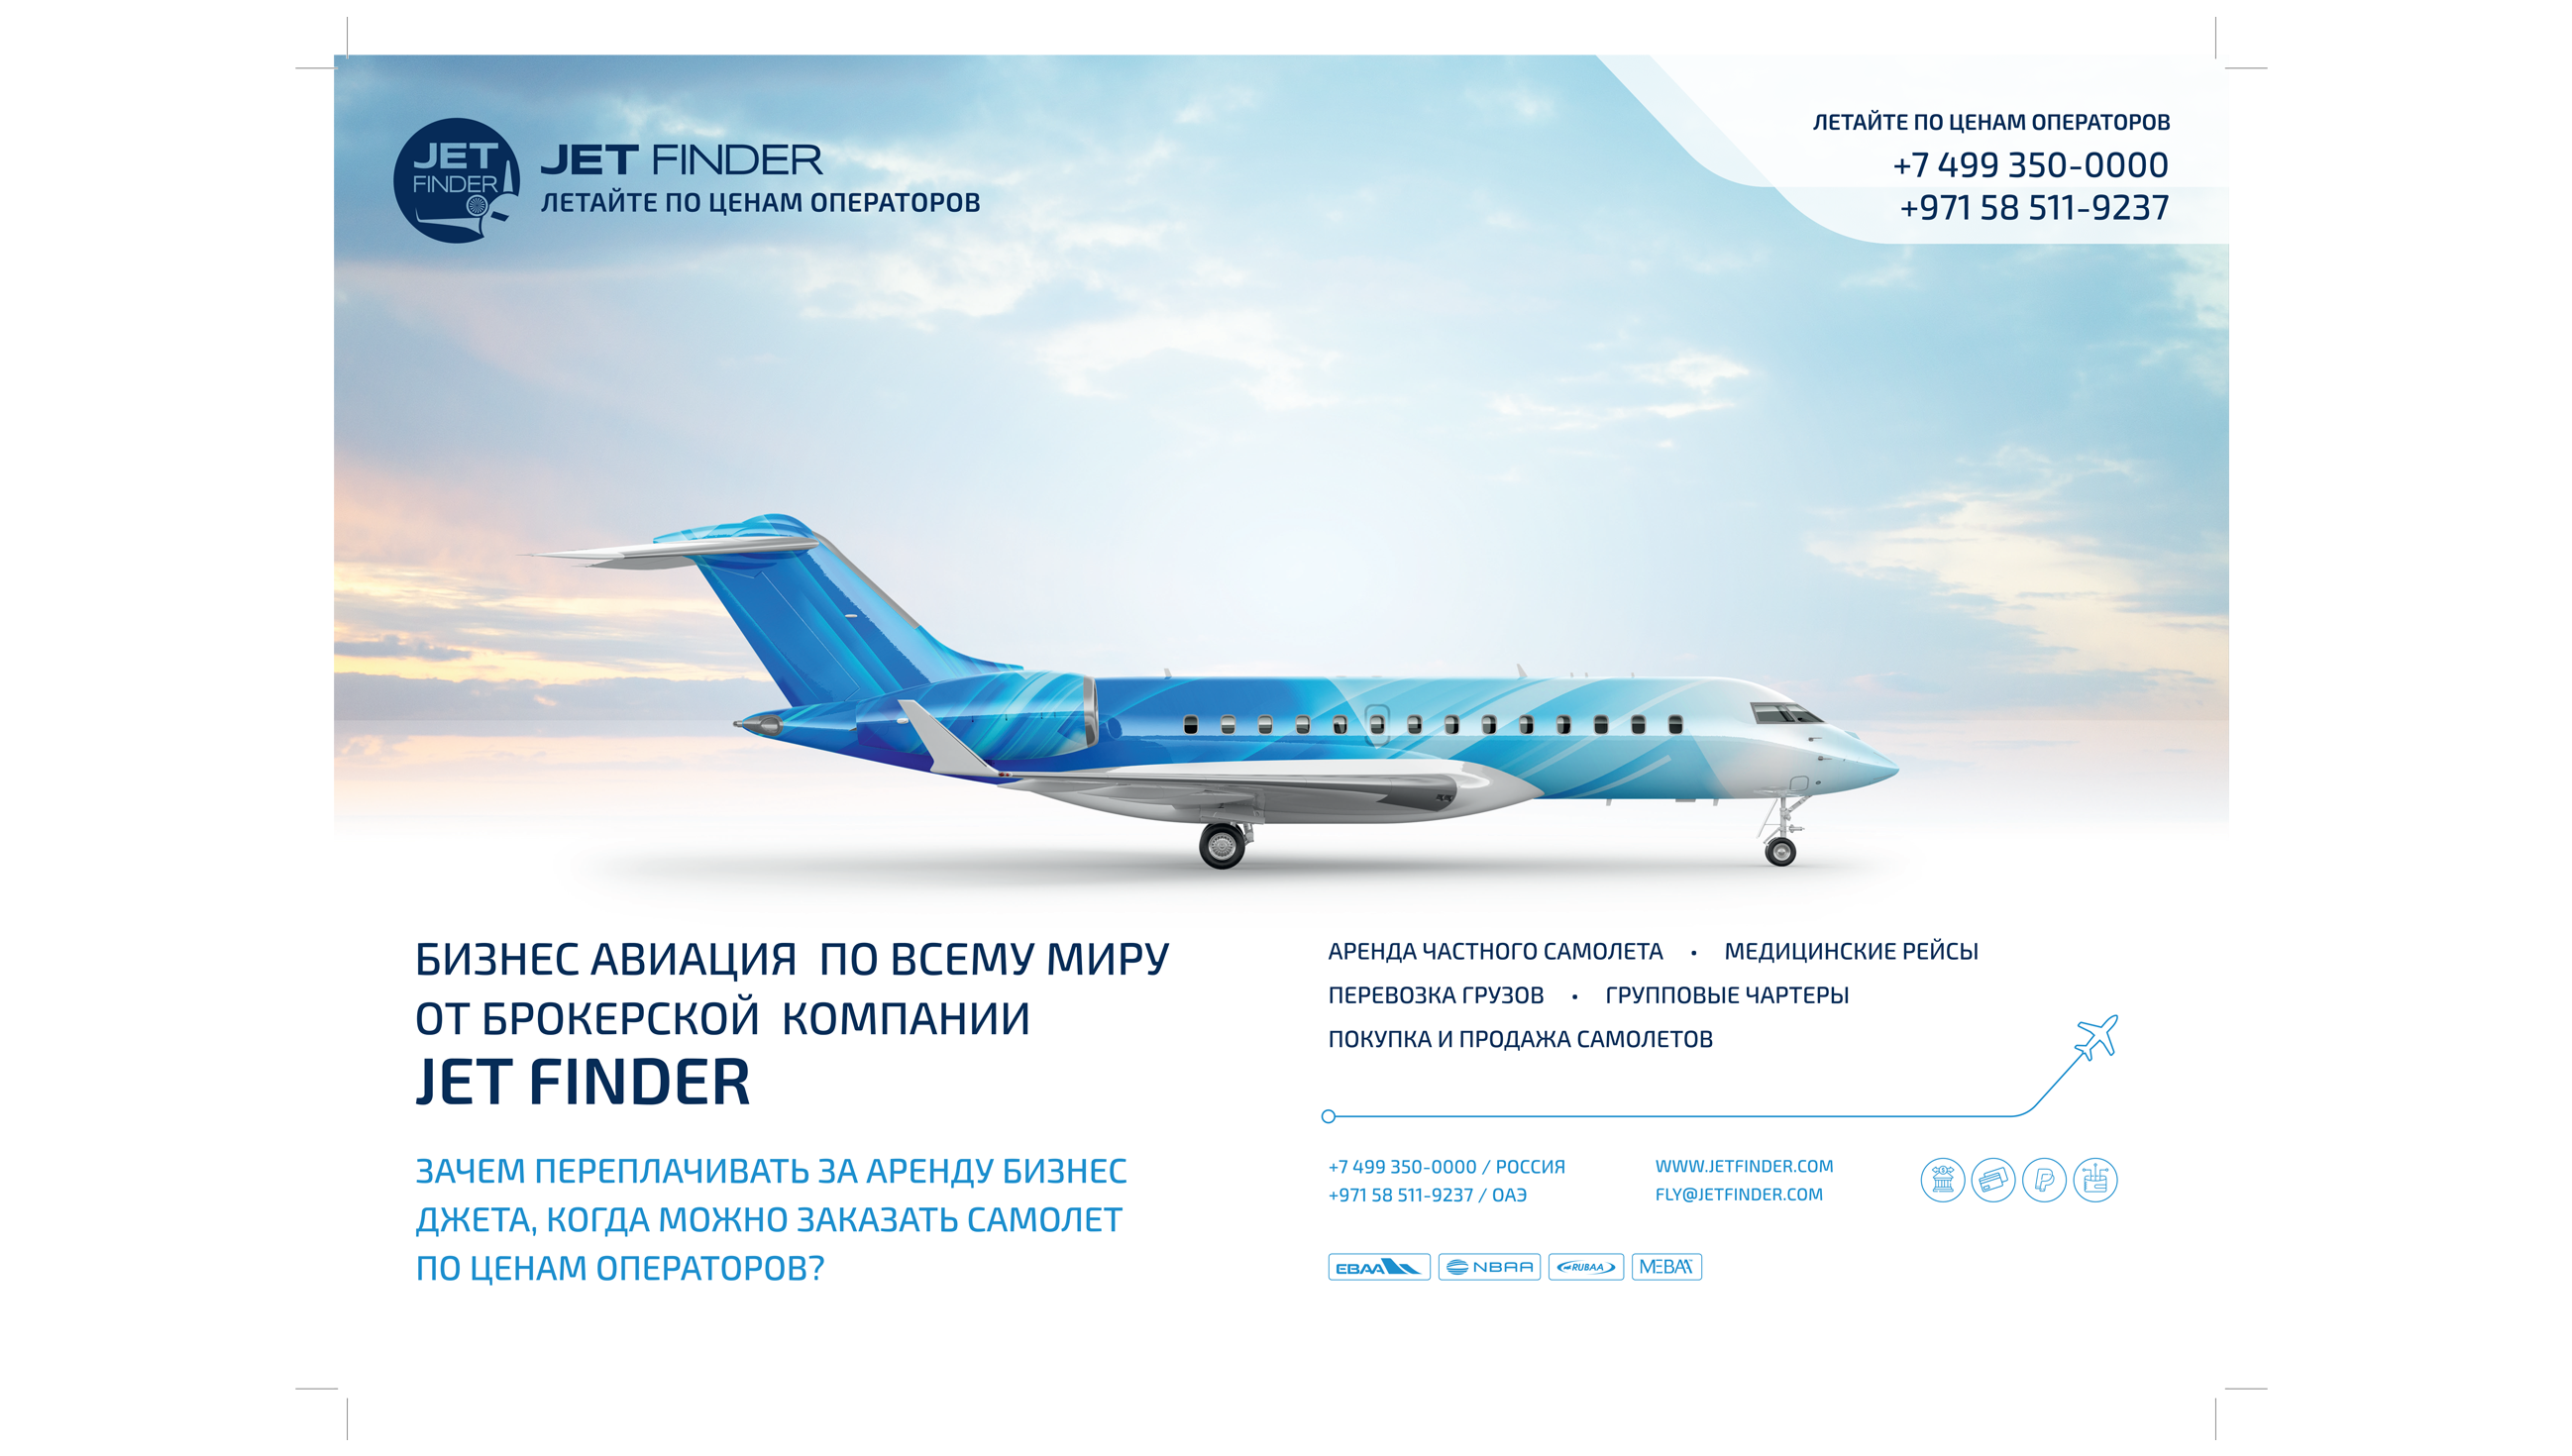 JET
FINDER
JET FINDER
ЛЕТАЙТЕ ПО ЦЕНАМ ОПЕРАТОРОВ
ЛЕТАЙТЕ ПО ЦЕНАМ ОПЕРАТОРОВ
+7 499 350-0000
+971 58 511-9237
БИЗНЕС АВИАЦИЯ ПО ВСЕМУ МИРУ
ОТ БРОКЕРСКОЙ КОМПАНИИ
JET FINDER
ЗАЧЕМ ПЕРЕПЛАЧИВАТЬ ЗА АРЕНДУ БИЗНЕС
ДЖЕТА, КОГДА МОЖНО ЗАКАЗАТЬ САМОЛЕТ
ПО ЦЕНАМ ОПЕРАТОРОВ?
АРЕНДА ЧАСТНОГО САМОЛЕТА • МЕДИЦИНСКИЕ РЕЙСЫ
ПЕРЕВОЗКА ГРУЗОВ • ГРУППОВЫЕ ЧАРТЕРЫ
ПОКУПКА И ПРОДАЖА САМОЛЕТОВ
+7 499 350-0000 / РОССИЯ
+971 58 511-9237 / ОАЭ
WWW.JETFINDER.COM
FLY@JETFINDER.COM
EBAA NBAA RUBAA MEBAA